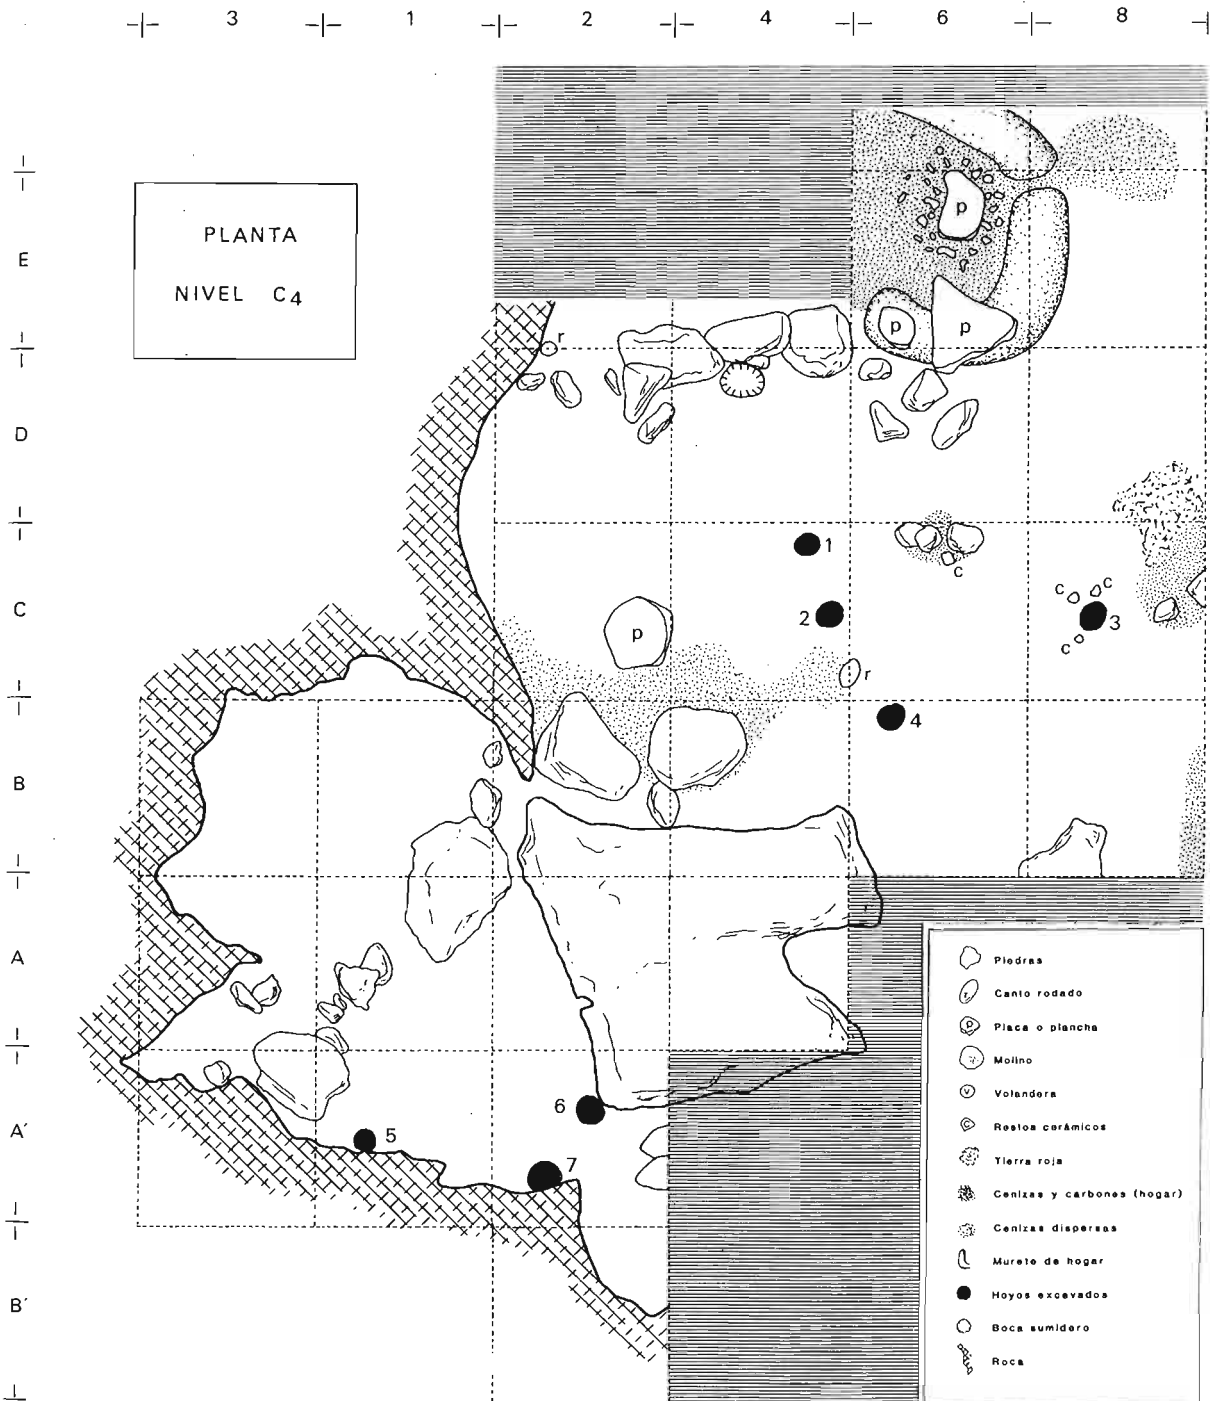 3 1 2 4 6 8
PLANTA
NIVEL C4
E
D
C
B
A
A'
B'
p
p
p
r
1
c
2
c
c
3
c
p
r
4
5
6
7
Piedras
r Canto rodado
p Placa o plancha
Molino
v Volandera
c Restos cerámicos
Tierra roja
Cenizas y carbones (hogar)
Cenizas dispersas
Murete de hogar
Hoyos excavados
Boca sumidero
Roca